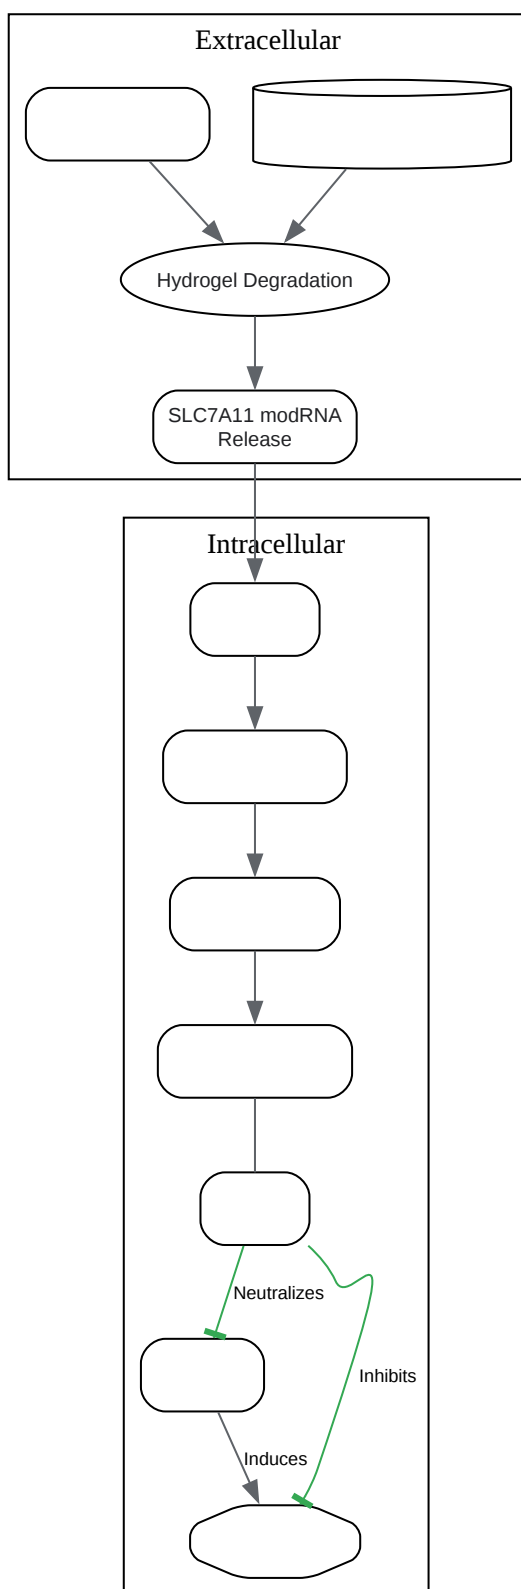 Extracellular
Hydrogel Degradation
SLC7A11 modRNA
Release
Intracellular
Neutralizes
Inhibits
Induces